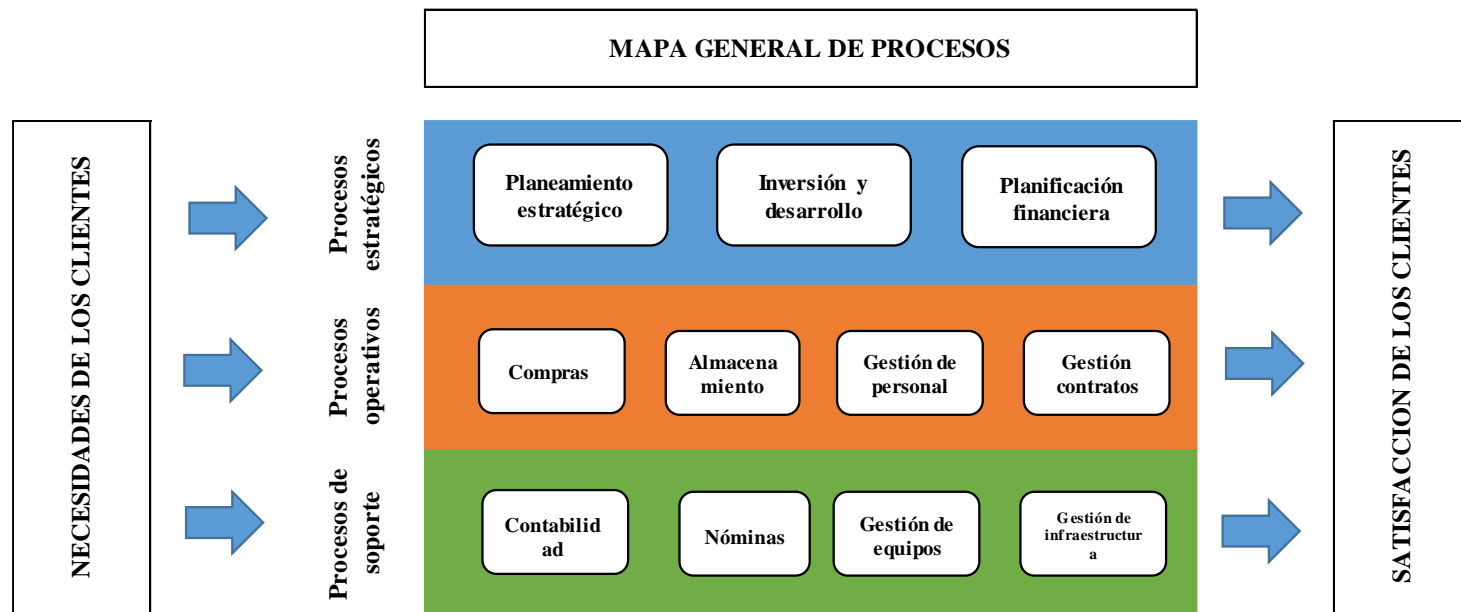 MAPA GENERAL DE PROCESOS
NECESIDADES DE LOS CLIENTES
Procesos
estratégicos
Planeamiento
estratégico
Inversión y
desarrollo
Planificación
financiera
Procesos
operativos
Compras
Almacena
miento
Gestión de
personal
Gestión
contratos
Procesos de
soporte
Contabilid
ad
Nóminas
Gestión de
equipos
Gestión de
infraestructur
a
SATISFACCION DE LOS CLIENTES